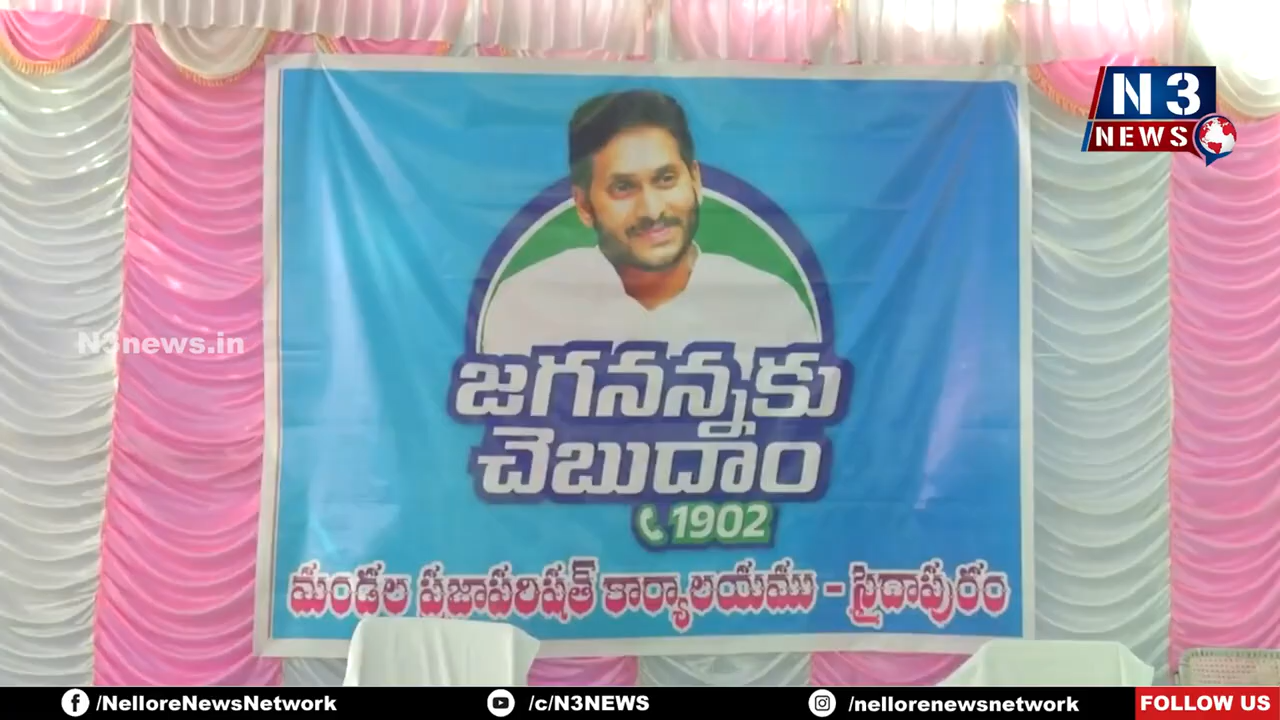 N3
NEWS
N3news.in
జగనన్నకు
చెబుదాం
1902
మండల ప్రజాపరిషత్ కార్యాలయము - సైదాపురం
/NelloreNewsNetwork
/c/N3NEWS
/nellorenewsnetwork
FOLLOW US